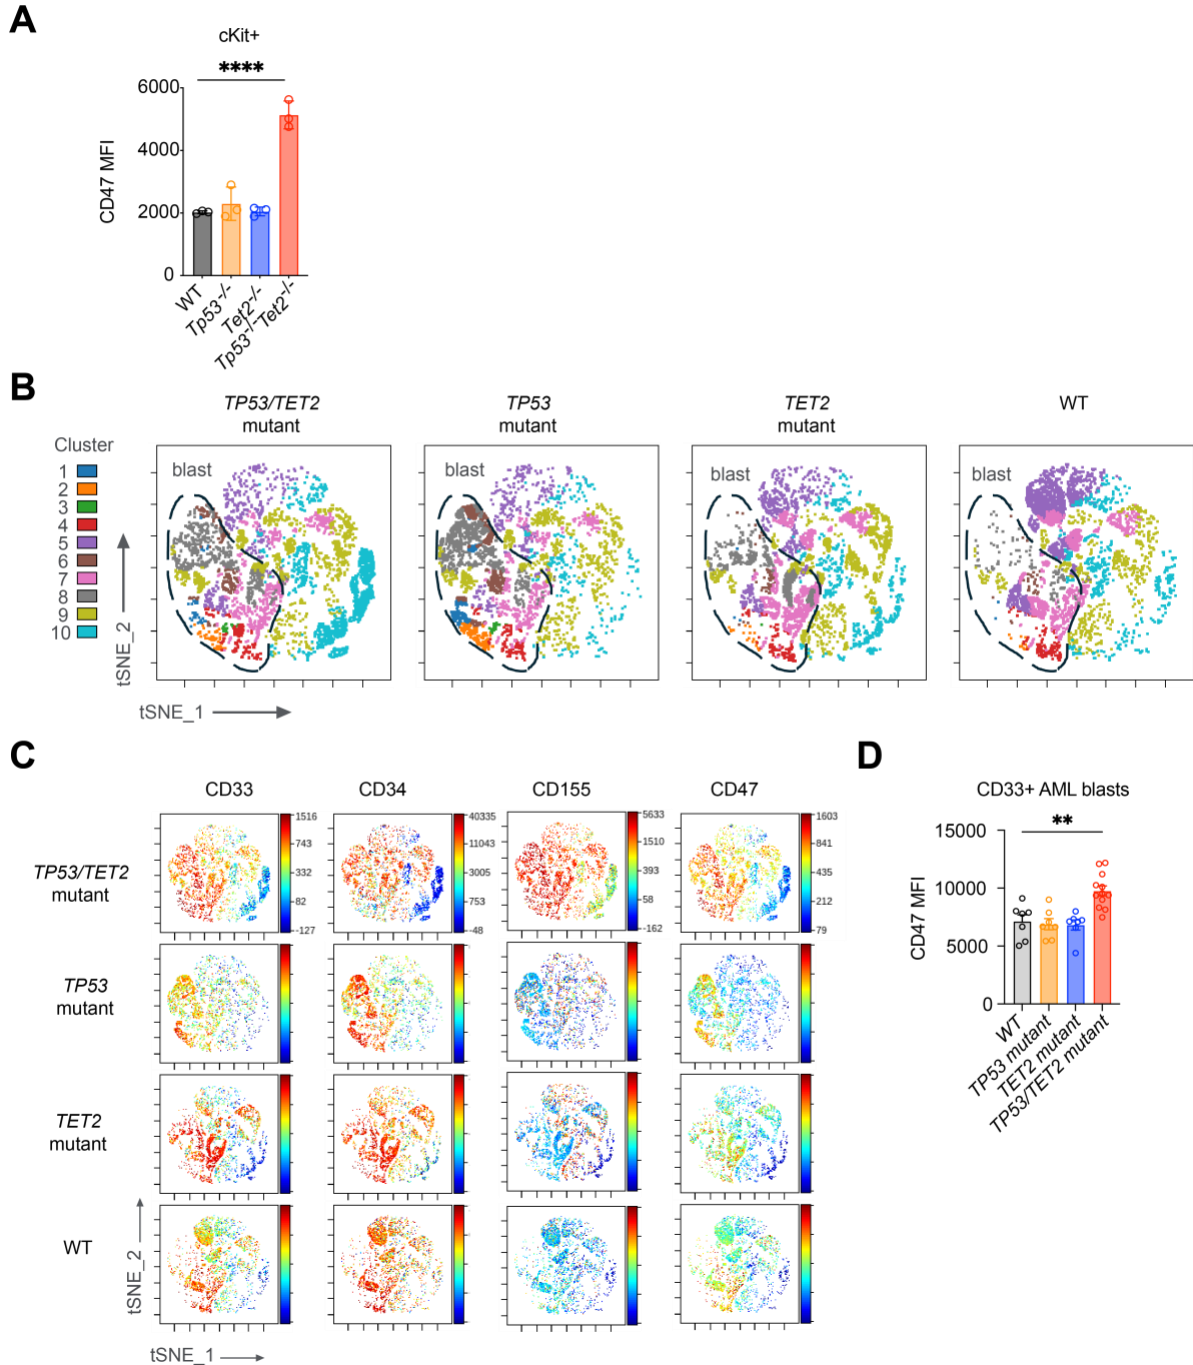 A
cKit+
****
6000
4000
2000
0
CD47 MFI
WT
Tp53-/-
Tet2-/-
Tp53-/-Tet2-/-
B
TP53/TET2
mutant
TP53
mutant
TET2
mutant
WT
Cluster
1
2
3
4
5
6
7
8
9
10
blast
blast
blast
blast
tSNE_2
tSNE_1
C
CD33
CD34
CD155
CD47
TP53/TET2
mutant
1516
743
332
82
-127
40335
11043
3005
753
-48
5633
1510
393
58
-162
1603
841
435
212
79
TP53
mutant
TET2
mutant
WT
tSNE_2
tSNE_1
D
CD33+ AML blasts
**
15000
10000
5000
0
CD47 MFI
WT
TP53 mutant
TET2 mutant
TP53/TET2 mutant